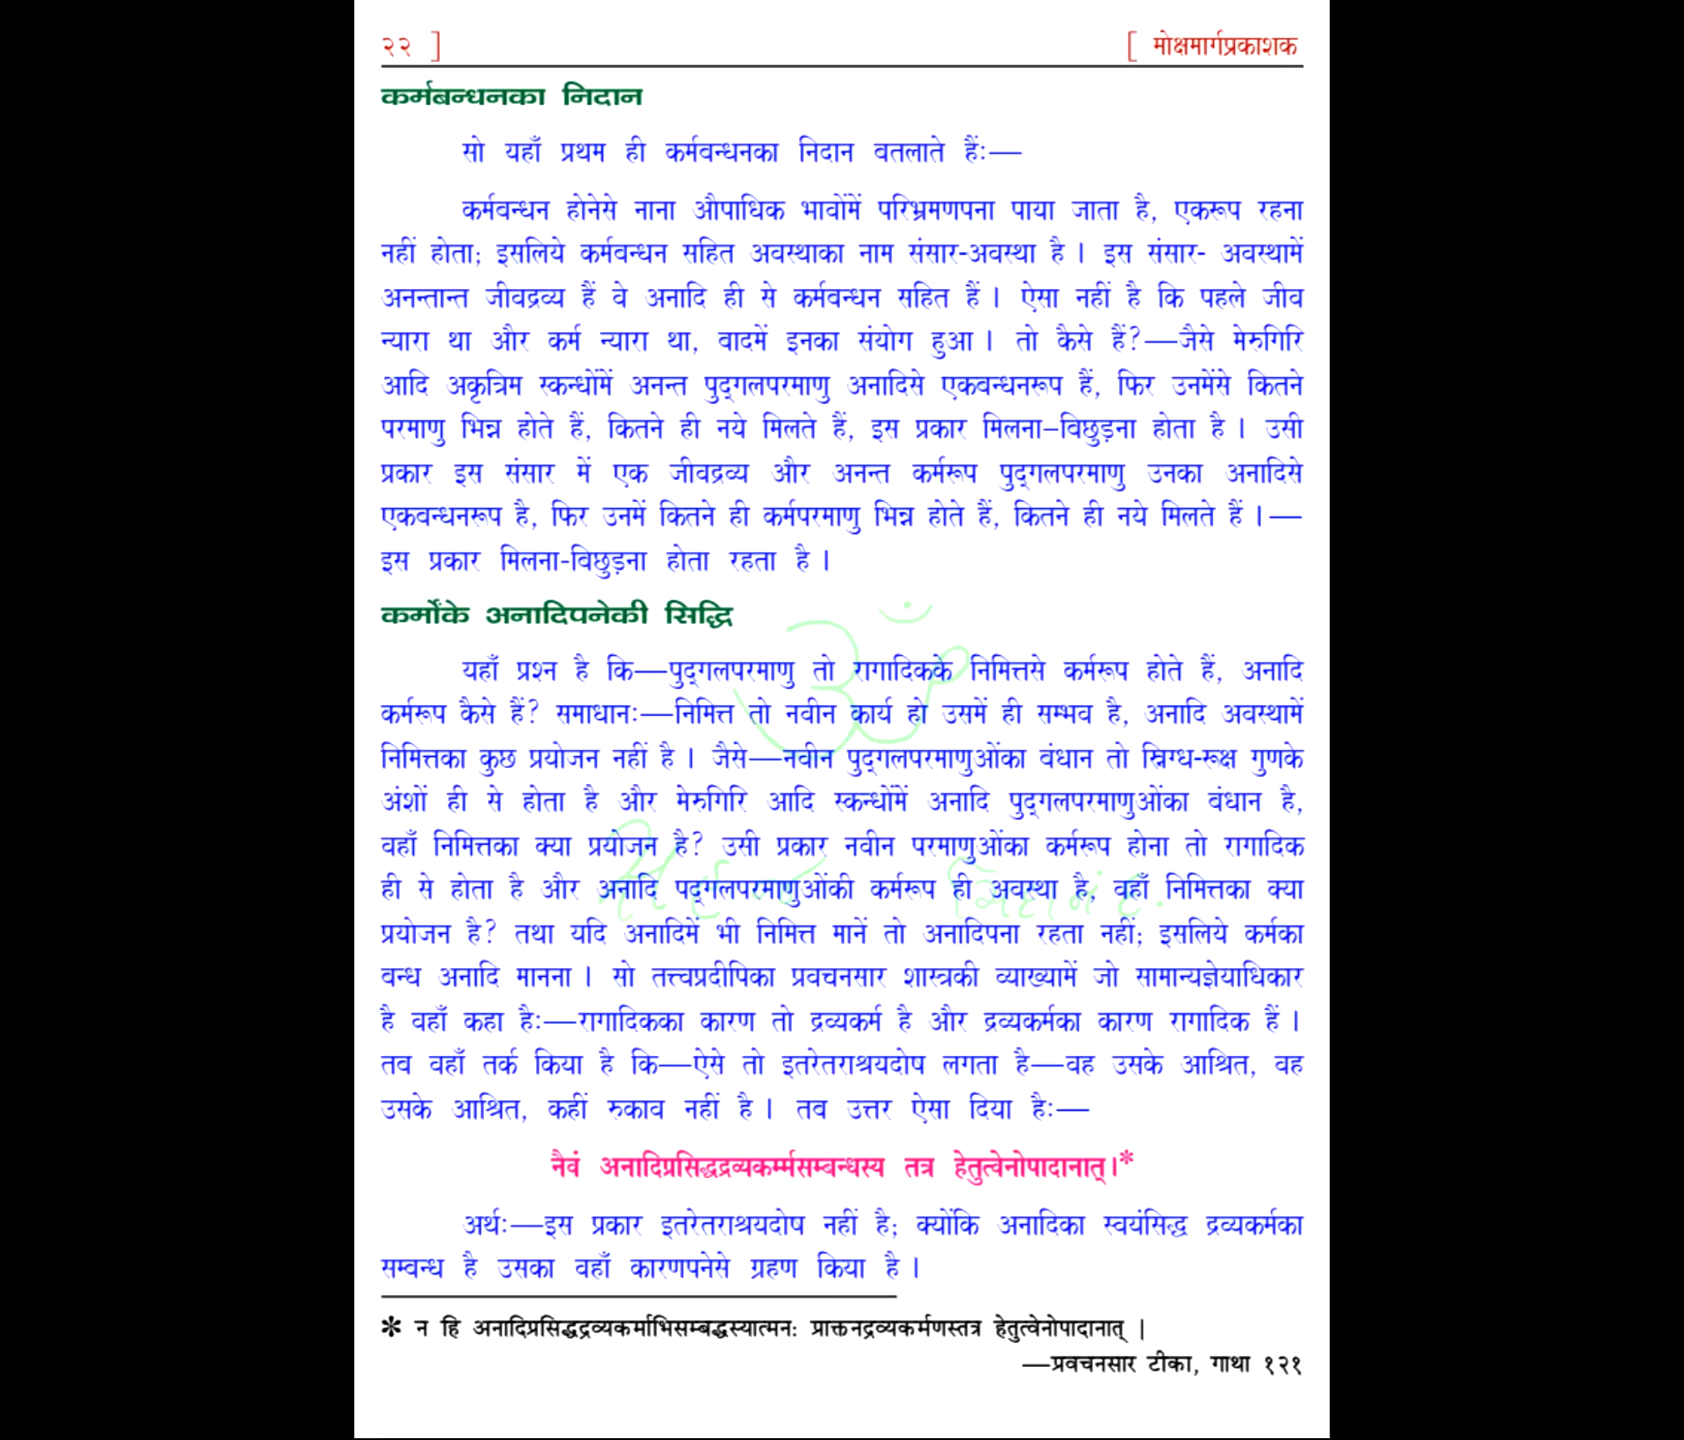 २२ ] [ मोक्षमार्गप्रकाशक
कर्मबन्धनका निदान
सो यहाँ प्रथम ही कर्मबन्धनका निदान बतलाते हैं:—
कर्मबन्धन होनेसे नाना औपाधिक भावोंमें परिभ्रमणपना पाया जाता है, एकरूप रहना
नहीं होता; इसलिये कर्मबन्धन सहित अवस्थाका नाम संसार-अवस्था है । इस संसार- अवस्थामें
अनन्तान्त जीवद्रव्य हैं वे अनादि ही से कर्मबन्धन सहित हैं । ऐसा नहीं है कि पहले जीव
न्यारा था और कर्म न्यारा था, बादमें इनका संयोग हुआ । तो कैसे हैं?—जैसे मेरुगिरि
आदि अकृत्रिम स्कन्धोंमें अनन्त पुद्गलपरमाणु अनादिसे एकबन्धनरूप हैं, फिर उनमेंसे कितने
परमाणु भिन्न होते हैं, कितने ही नये मिलते हैं, इस प्रकार मिलना–बिछुड़ना होता है । उसी
प्रकार इस संसार में एक जीवद्रव्य और अनन्त कर्मरूप पुद्गलपरमाणु उनका अनादिसे
एकबन्धनरूप है, फिर उनमें कितने ही कर्मपरमाणु भिन्न होते हैं, कितने ही नये मिलते हैं ।—
इस प्रकार मिलना-बिछुड़ना होता रहता है ।
कर्मोंके अनादिपनेकी सिद्धि
यहाँ प्रश्न है कि—पुद्गलपरमाणु तो रागादिकके निमित्तसे कर्मरूप होते हैं, अनादि
कर्मरूप कैसे हैं? समाधान:—निमित्त तो नवीन कार्य हो उसमें ही सम्भव है, अनादि अवस्थामें
निमित्तका कुछ प्रयोजन नहीं है । जैसे—नवीन पुद्गलपरमाणुओंका बंधान तो स्निग्ध-रूक्ष गुणके
अंशों ही से होता है और मेरुगिरि आदि स्कन्धोंमें अनादि पुद्गलपरमाणुओंका बंधान है,
वहाँ निमित्तका क्या प्रयोजन है? उसी प्रकार नवीन परमाणुओंका कर्मरूप होना तो रागादिक
ही से होता है और अनादि पद्गलपरमाणुओंकी कर्मरूप ही अवस्था है, वहाँ निमित्तका क्या
प्रयोजन है? तथा यदि अनादिमें भी निमित्त मानें तो अनादिपना रहता नहीं; इसलिये कर्मका
बन्ध अनादि मानना । सो तत्त्वप्रदीपिका प्रवचनसार शास्त्रकी व्याख्यामें जो सामान्यज्ञेयाधिकार
है वहाँ कहा है:—रागादिकका कारण तो द्रव्यकर्म है और द्रव्यकर्मका कारण रागादिक हैं ।
तब वहाँ तर्क किया है कि—ऐसे तो इतरेतराश्रयदोष लगता है—वह उसके आश्रित, वह
उसके आश्रित, कहीं रुकाव नहीं है । तब उत्तर ऐसा दिया है:—
नैवं अनादिप्रसिद्धद्रव्यकर्म्मसम्बन्धस्य तत्र हेतुत्वेनोपादानात्।*
अर्थ:—इस प्रकार इतरेतराश्रयदोष नहीं है; क्योंकि अनादिका स्वयंसिद्ध द्रव्यकर्मका
सम्बन्ध है उसका वहाँ कारणपनेसे ग्रहण किया है ।
* न हि अनादिप्रसिद्धद्रव्यकर्माभिसम्बद्धस्यात्मनः प्राक्तनद्रव्यकर्मणस्तत्र हेतुत्वेनोपादानात् |
—प्रवचनसार टीका, गाथा १२१